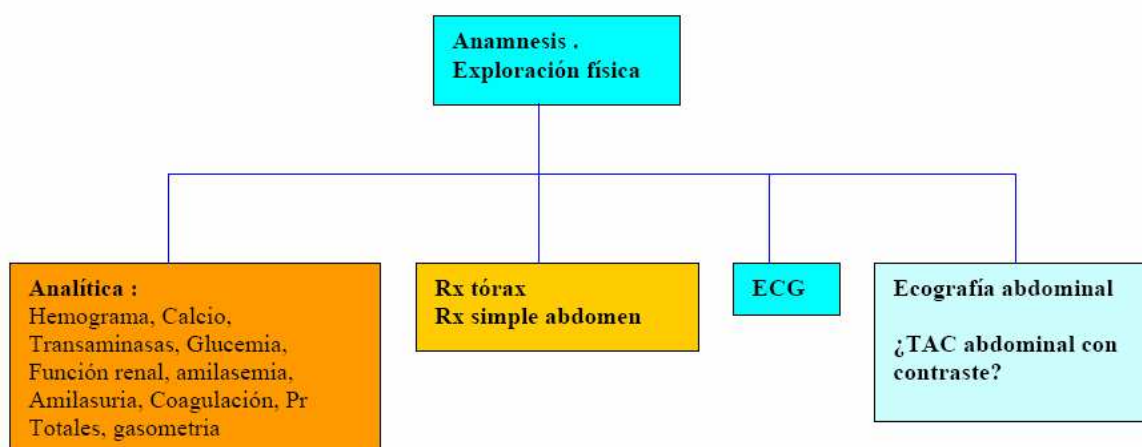 Anamnesis .
Exploración física
Analítica :
Hemograma, Calcio,
Transaminasas, Glucemia,
Función renal, amilasemia,
Amilasuria, Coagulación, Pr
Totales, gasometria
Rx tórax
Rx simple abdomen
ECG
Ecografía abdominal
¿TAC abdominal con
contraste?